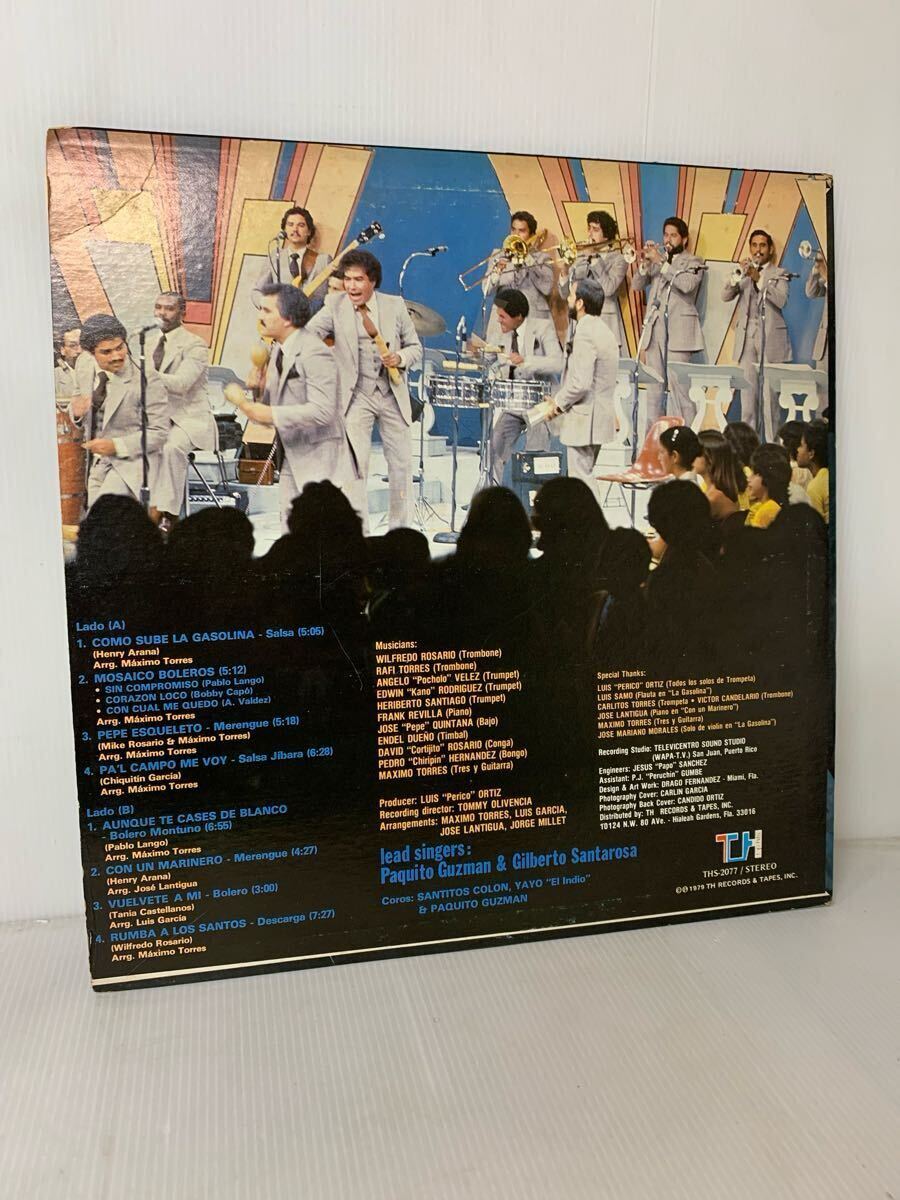 Lado (A)
1. COMO SUBE LA GASOLINA - Salsa (5:05)
(Henry Arana)
Arrg. Máximo Torres
2. MOSAICO BOLEROS (5:12)
• SIN COMPROMISO (Pablo Lango)
• CORAZON LOCO (Bobby Capó)
• CON CUAL ME QUEDO (A. Valdez)
Arrg. Máximo Torres
3. PEPE ESQUELETO - Merengue (5:18)
(Mike Rosario & Máximo Torres)
Arrg. Máximo Torres
4. PA'L CAMPO ME VOY - Salsa Jíbara (6:28)
(Chiquitín García)
Arrg. Máximo Torres
Lado (B)
1. AUNQUE TE CASES DE BLANCO
- Bolero Montuno (6:55)
(Pablo Lango)
Arrg. Máximo Torres
2. CON UN MARINERO - Merengue (4:27)
(Henry Arana)
Arrg. José Lantigua
3. VUELVETE A MI - Bolero (3:00)
(Tania Castellanos)
Arrg. Luis García
4. RUMBA A LOS SANTOS - Descarga (7:27)
(Wilfredo Rosario)
Arrg. Máximo Torres
Musicians:
WILFREDO ROSARIO (Trombone)
RAFI TORRES (Trombone)
ANGELO "Pocholo" VELEZ (Trumpet)
EDWIN "Kano" RODRIGUEZ (Trumpet)
HERIBERTO SANTIAGO (Trumpet)
FRANK REVILLA (Piano)
JOSE "Pepe" QUINTANA (Bajo)
ENDEL DUEÑO (Timbal)
DAVID "Cortijito" ROSARIO (Conga)
PEDRO "Chiripin" HERNANDEZ (Bongo)
MAXIMO TORRES (Tres y Guitarra)
Producer: LUIS "Perico" ORTIZ
Recording director: TOMMY OLIVENCIA
Arrangements: MAXIMO TORRES, LUIS GARCIA,
JOSE LANTIGUA, JORGE MILLET
lead singers:
Paquito Guzman & Gilberto Santarosa
Coros: SANTITOS COLON, YAYO "El Indio"
& PAQUITO GUZMAN
Special Thanks:
LUIS "PERICO" ORTIZ (Todos los solos de Trompeta)
LUIS SAMO (Flauta en "La Gasolina")
CARLITOS TORRES (Trompeta • VICTOR CANDELARIO (Trombone)
JOSE LANTIGUA (Piano en "Con un Marinero")
MAXIMO TORRES (Tres y Guitarra)
JOSE MARIANO MORALES (Solo de violin en "La Gasolina")
Recording Studio: TELEVICENTRO SOUND STUDIO
(WAPA-T.V.) San Juan, Puerto Rico
Engineers: JESUS "Papo" SANCHEZ
Assistant: P.J. "Peruchin" GUMBE
Design & Art Work: DRAGO FERNANDEZ - Miami, Fla.
Photography Cover: CARLIN GARCIA
Photography Back Cover: CANDIDO ORTIZ
Distributed by: TH RECORDS & TAPES, INC.
TD124 N.W. 80 AVe. - Hialeah Gardens, Fla. 33016
TH
THS-2077 / STEREO
©℗ 1979 TH RECORDS & TAPES, INC.